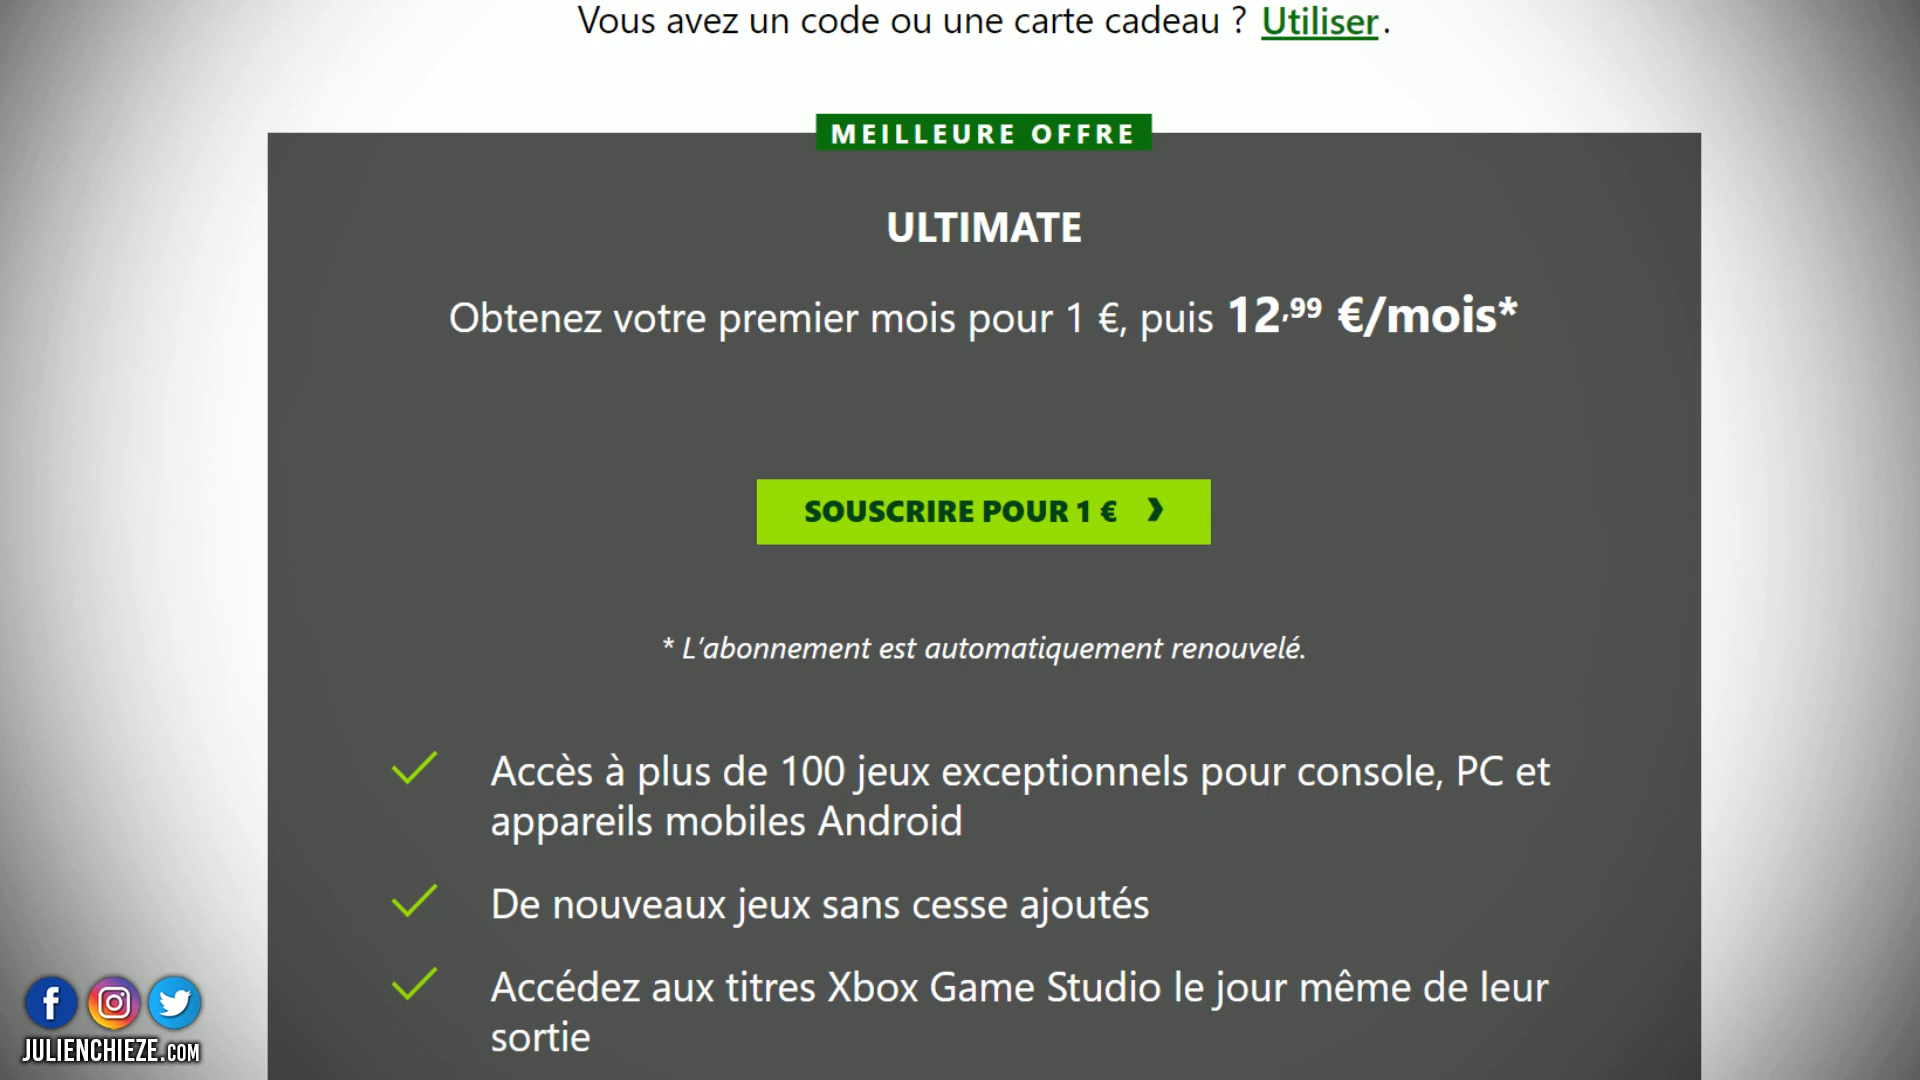 Vous avez un code ou une carte cadeau ? Utiliser.
MEILLEURE OFFRE
ULTIMATE
Obtenez votre premier mois pour 1 €, puis 12,99 €/mois*
SOUSCRIRE POUR 1 € ❯
* L'abonnement est automatiquement renouvelé.
Accès à plus de 100 jeux exceptionnels pour console, PC et
appareils mobiles Android
De nouveaux jeux sans cesse ajoutés
Accédez aux titres Xbox Game Studio le jour même de leur
sortie
JULIENCHIEZE.COM